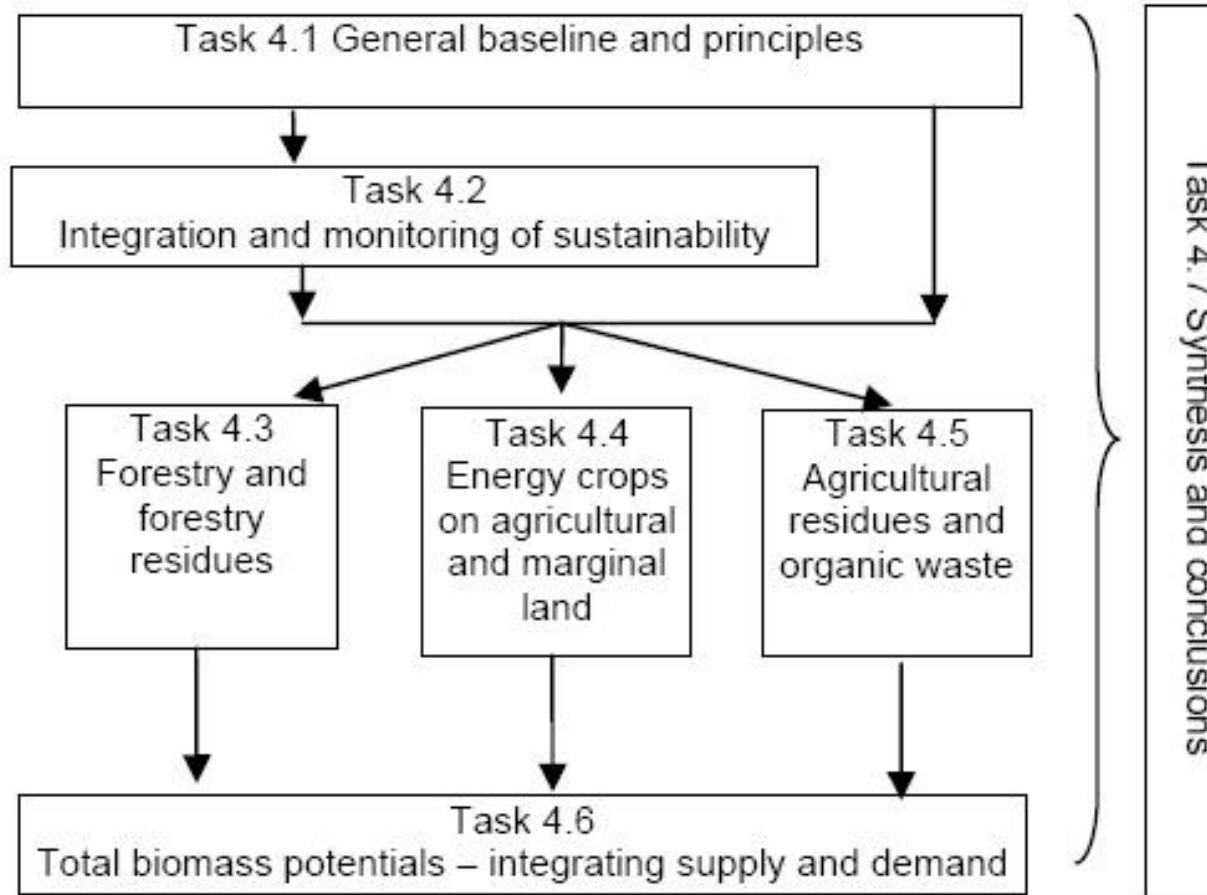 Task 4.1 General baseline and principles
Task 4.2
Integration and monitoring of sustainability
Task 4.3
Forestry and
forestry
residues
Task 4.4
Energy crops
on agricultural
and marginal
land
Task 4.5
Agricultural
residues and
organic waste
Task 4.6
Total biomass potentials – integrating supply and demand
Task 4.7 Synthesis and conclusions